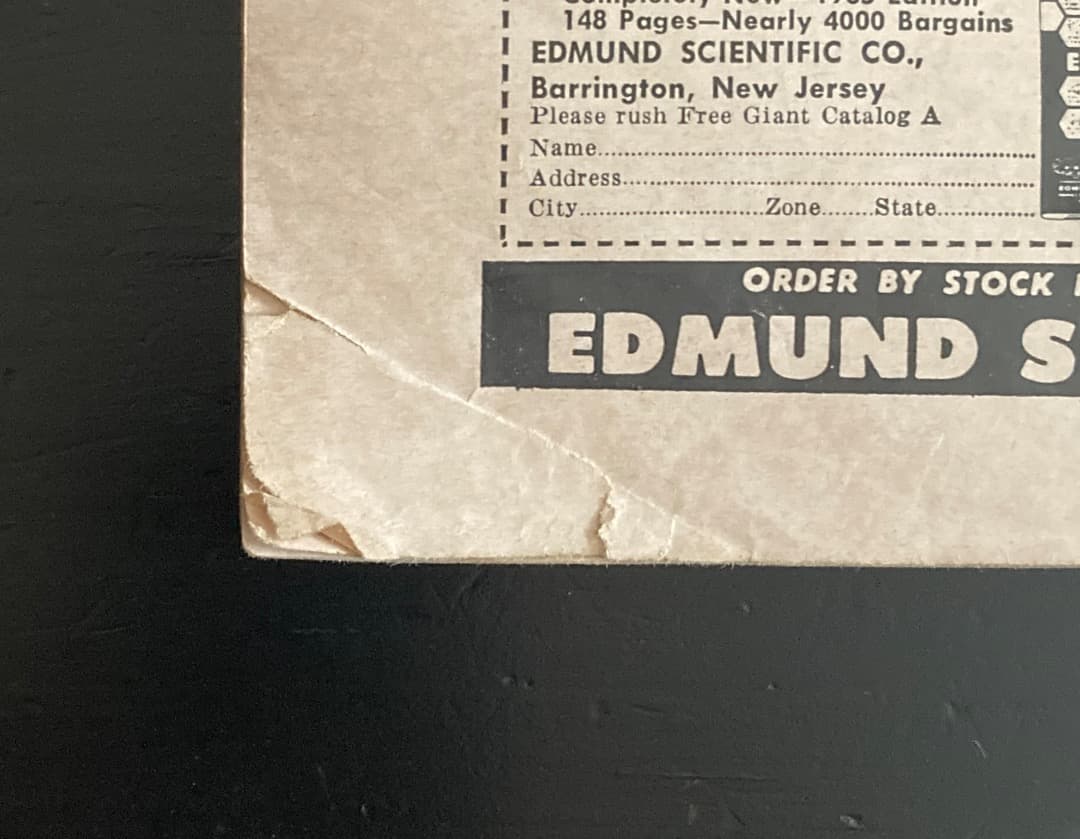 148 Pages—Nearly 4000 Bargains
EDMUND SCIENTIFIC CO.,
Barrington, New Jersey
Please rush Free Giant Catalog A
Name........................................................................
Address....................................................................
City.............................Zone........State................
ORDER BY STOCK
EDMUND S